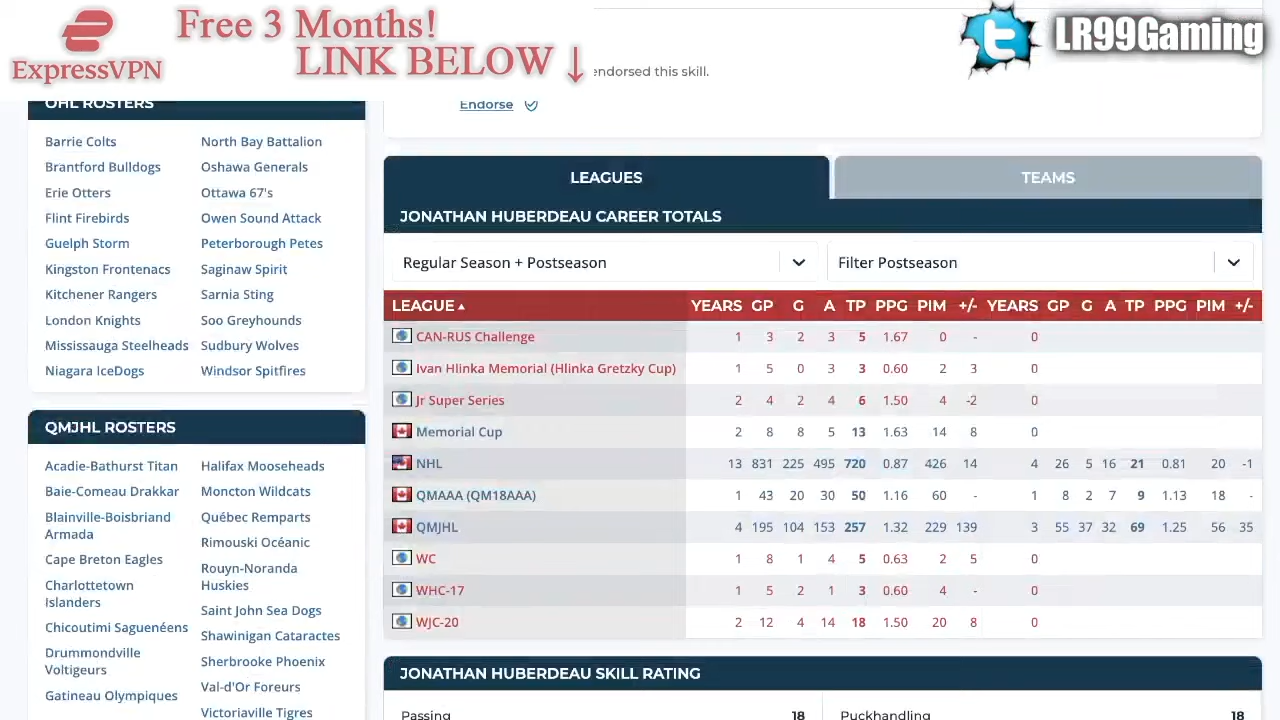 Free 3 Months!
LINK BELOW ↓
ExpressVPN
LR99Gaming
endorsed this skill.
Endorse
OHL ROSTERS
Barrie Colts North Bay Battalion
Brantford Bulldogs Oshawa Generals
Erie Otters Ottawa 67's
Flint Firebirds Owen Sound Attack
Guelph Storm Peterborough Petes
Kingston Frontenacs Saginaw Spirit
Kitchener Rangers Sarnia Sting
London Knights Soo Greyhounds
Mississauga Steelheads Sudbury Wolves
Niagara IceDogs Windsor Spitfires
QMJHL ROSTERS
Acadie-Bathurst Titan
Baie-Comeau Drakkar
Blainville-Boisbriand
Armada
Cape Breton Eagles
Charlottetown
Islanders
Chicoutimi Saguenéens
Drummondville
Voltigeurs
Gatineau Olympiques
Halifax Mooseheads
Moncton Wildcats
Québec Remparts
Rimouski Océanic
Rouyn-Noranda
Huskies
Saint John Sea Dogs
Shawinigan Cataractes
Sherbrooke Phoenix
Val-d'Or Foreurs
Victoriaville Tigres
LEAGUES TEAMS
JONATHAN HUBERDEAU CAREER TOTALS
Regular Season + Postseason Filter Postseason
LEAGUE YEARS GP G A TP PPG PIM +/- YEARS GP G A TP PPG PIM +/-
CAN-RUS Challenge 1 3 2 3 5 1.67 0 - 0
Ivan Hlinka Memorial (Hlinka Gretzky Cup) 1 5 0 3 3 0.60 2 3 0
Jr Super Series 2 4 2 4 6 1.50 4 -2 0
Memorial Cup 2 8 8 5 13 1.63 14 8 0
NHL 13 831 225 495 720 0.87 426 14 4 26 5 16 21 0.81 20 -1
QMAAA (QM18AAA) 1 43 20 30 50 1.16 60 - 1 8 2 7 9 1.13 18 -
QMJHL 4 195 104 153 257 1.32 229 139 3 55 37 32 69 1.25 56 35
WC 1 8 1 4 5 0.63 2 5 0
WHC-17 1 5 2 1 3 0.60 4 - 0
WJC-20 2 12 4 14 18 1.50 20 8 0
JONATHAN HUBERDEAU SKILL RATING
Passing 18 Puckhandling 18